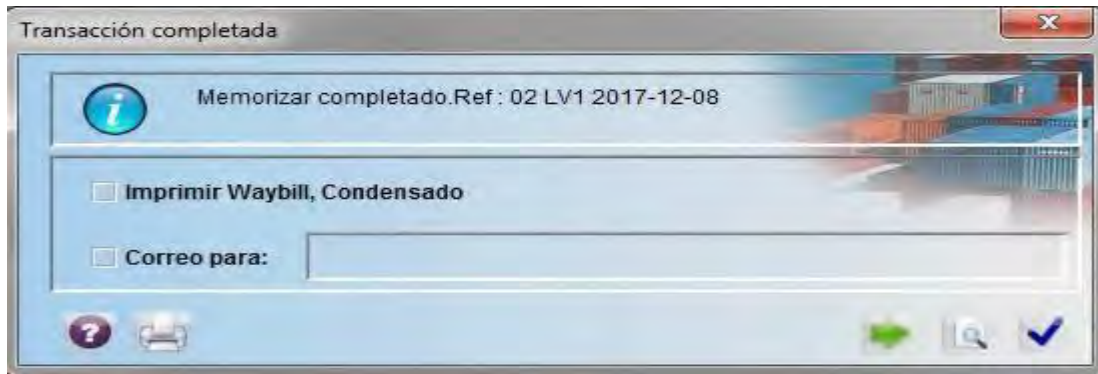 Transacción completada
Memorizar completado.Ref : 02 LV1 2017-12-08
Imprimir Waybill, Condensado
Correo para: